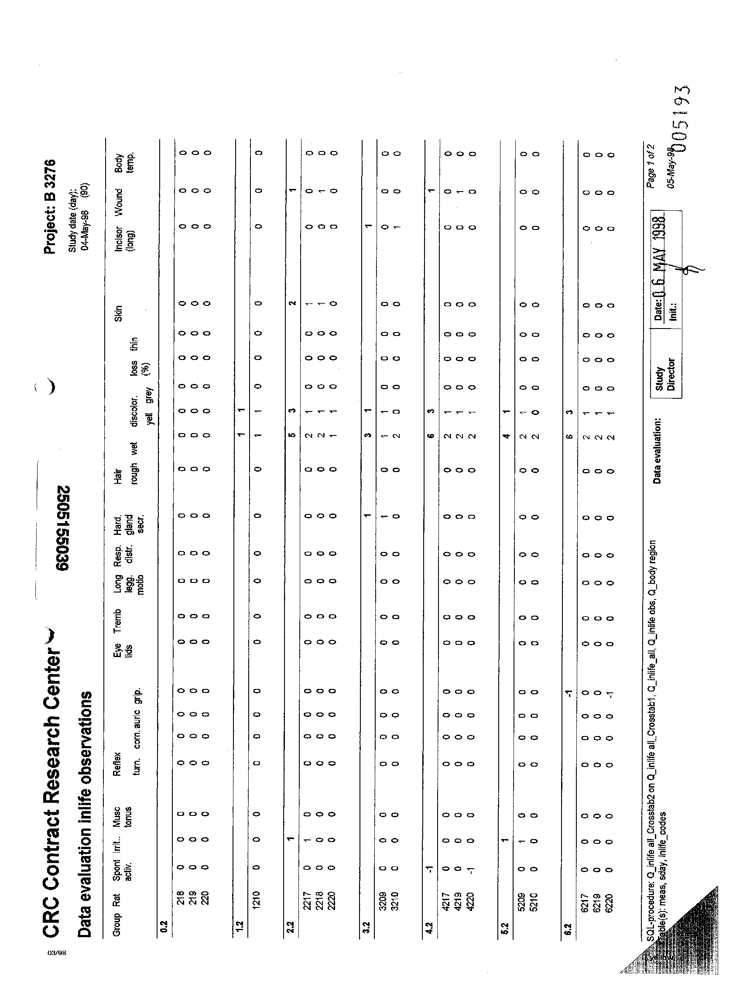 CRC Contract Research Center
2505155039
Project: B 3276
Data evaluation inlife observations
Study date (day):
04-May-98 (90)
Group Rat Spont Irrit.. Musc Reflex Eye Tremb Long Resp. Hard. Hair Skin Incisor Wound Body
activ. tonus turn. corn. auric grip. lids legg. distr. gland rough wet discolor. loss thin (long) temp.
motio secr. yell grey (%)
0.2
218 0 0 0 0 0 0 0 0 0 0 0 0 0 0 0 0 0 0 0 0 0 0
219 0 0 0 0 0 0 0 0 0 0 0 0 0 0 0 0 0 0 0 0 0 0
220 0 0 0 0 0 0 0 0 0 0 0 0 0 0 0 0 0 0 0 0 0 0
1.2 1 1
1210 0 0 0 0 0 0 0 0 0 0 0 0 0 1 1 0 0 0 0 0 0 0
2.2 1 5 3 2 1
2217 0 1 0 0 0 0 0 0 0 0 0 0 0 2 1 0 0 0 1 0 0 0
2218 0 0 0 0 0 0 0 0 0 0 0 0 0 2 1 0 0 0 1 0 1 0
2220 0 0 0 0 0 0 0 0 0 0 0 0 0 1 1 0 0 0 0 0 0 0
3.2 1 3 1 1
3209 0 0 0 0 0 0 0 0 0 0 0 1 0 1 1 0 0 0 0 0 0 0
3210 0 0 0 0 0 0 0 0 0 0 0 0 0 2 0 0 0 0 0 1 0 0
4.2 -1 6 3 1
4217 0 0 0 0 0 0 0 0 0 0 0 0 0 2 1 0 0 0 0 0 0 0
4219 0 0 0 0 0 0 0 0 0 0 0 0 0 2 1 0 0 0 0 0 1 0
4220 -1 0 0 0 0 0 0 0 0 0 0 0 0 2 1 0 0 0 0 0 0 0
5.2 1 4 1
5209 0 1 0 0 0 0 0 0 0 0 0 0 0 2 1 0 0 0 0 0 0 0
5210 0 0 0 0 0 0 0 0 0 0 0 0 0 2 0 0 0 0 0 0 0 0
6.2 -1 6 3
6217 0 0 0 0 0 0 0 0 0 0 0 0 0 2 1 0 0 0 0 0 0 0
6219 0 0 0 0 0 0 0 0 0 0 0 0 0 2 1 0 0 0 0 0 0 0
6220 0 0 0 0 0 0 -1 0 0 0 0 0 0 2 1 0 0 0 0 0 0 0
SQL-procedure: Q_inlife all_Crosstab2 on Q_inlife all_Crosstab1, Q_inlife_all, Q_inlife obs, Q_body region
Table(s): meas, sday, inlife_codes
Data evaluation:
Study
Director
Date: 06 MAY 1998
Init.:
Page 1 of 2
05-May-98
005193
03/98